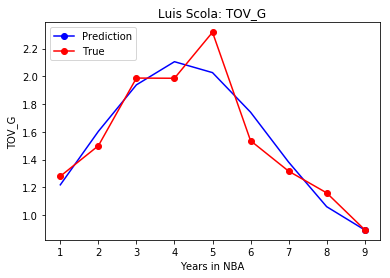 Luis Scola: TOV_G
Prediction
True
TOV_G
2.2
2.0
1.8
1.6
1.4
1.2
1.0
1 2 3 4 5 6 7 8 9
Years in NBA